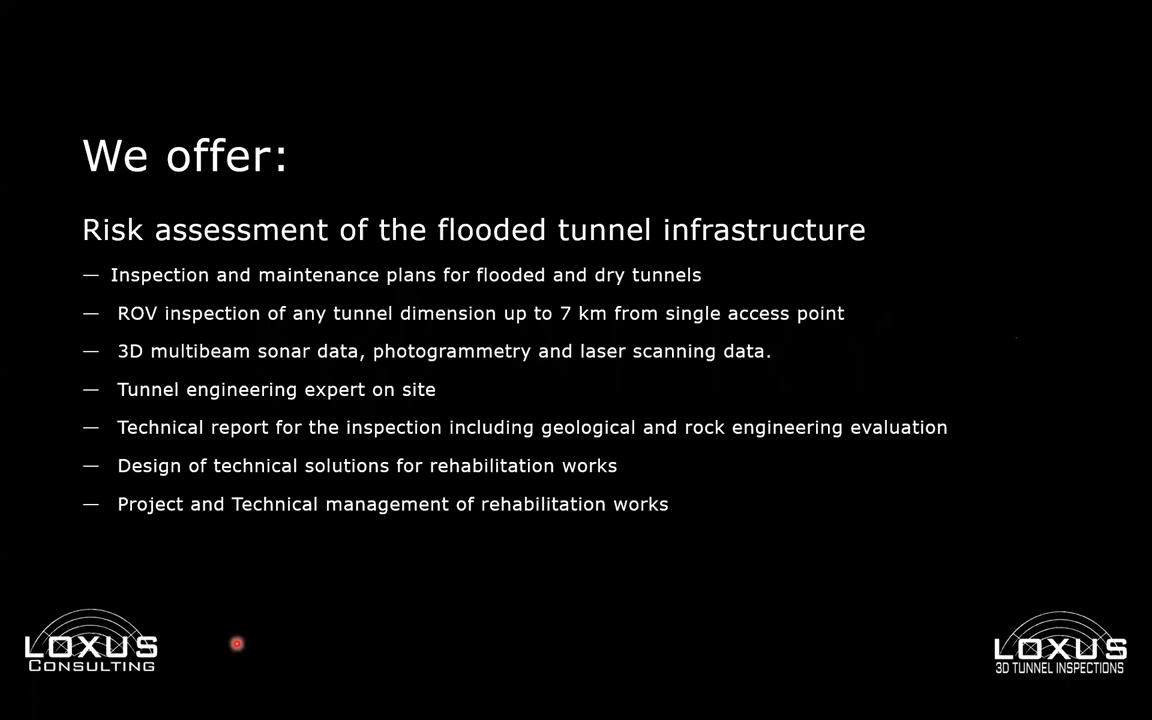 We offer:
Risk assessment of the flooded tunnel infrastructure
— Inspection and maintenance plans for flooded and dry tunnels
— ROV inspection of any tunnel dimension up to 7 km from single access point
— 3D multibeam sonar data, photogrammetry and laser scanning data.
— Tunnel engineering expert on site
— Technical report for the inspection including geological and rock engineering evaluation
— Design of technical solutions for rehabilitation works
— Project and Technical management of rehabilitation works
LOXUS
CONSULTING
LOXUS
3D TUNNEL INSPECTIONS